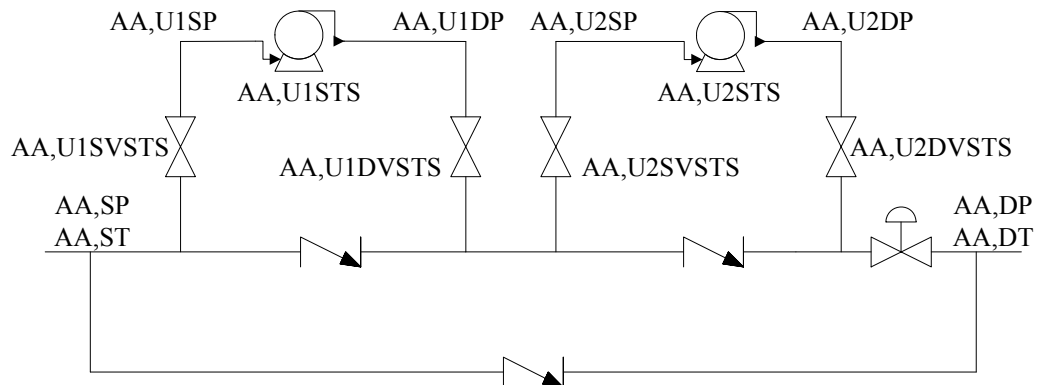 AA,U1SP
AA,U1DP
AA,U2SP
AA,U2DP
AA,U1STS
AA,U2STS
AA,U1SVSTS
AA,U1DVSTS
AA,U2SVSTS
AA,U2DVSTS
AA,SP
AA,ST
AA,DP
AA,DT